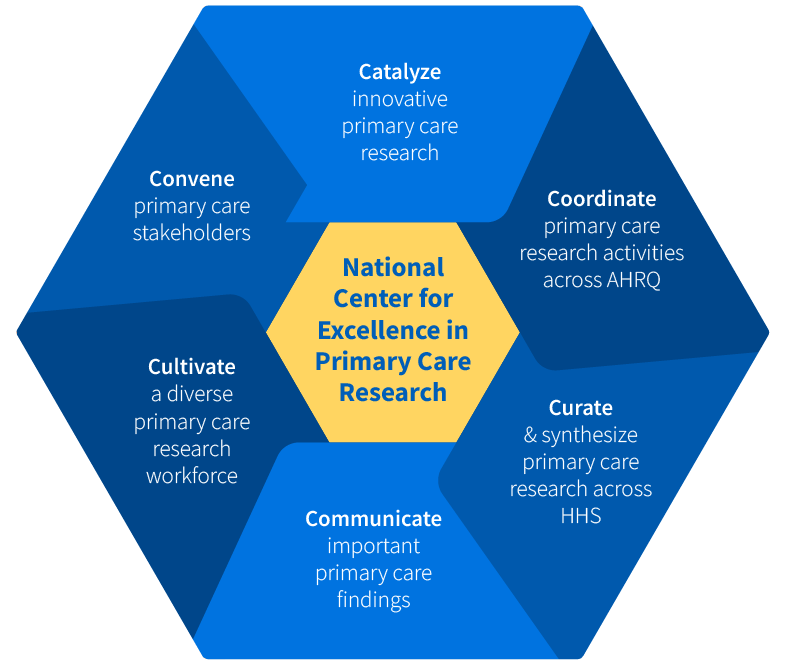 Catalyze
innovative
primary care
research
Coordinate
primary care
research activities
across AHRQ
Curate
& synthesize
primary care
research across
HHS
Communicate
important
primary care
findings
Cultivate
a diverse
primary care
research
workforce
Convene
primary care
stakeholders
National
Center for
Excellence in
Primary Care
Research